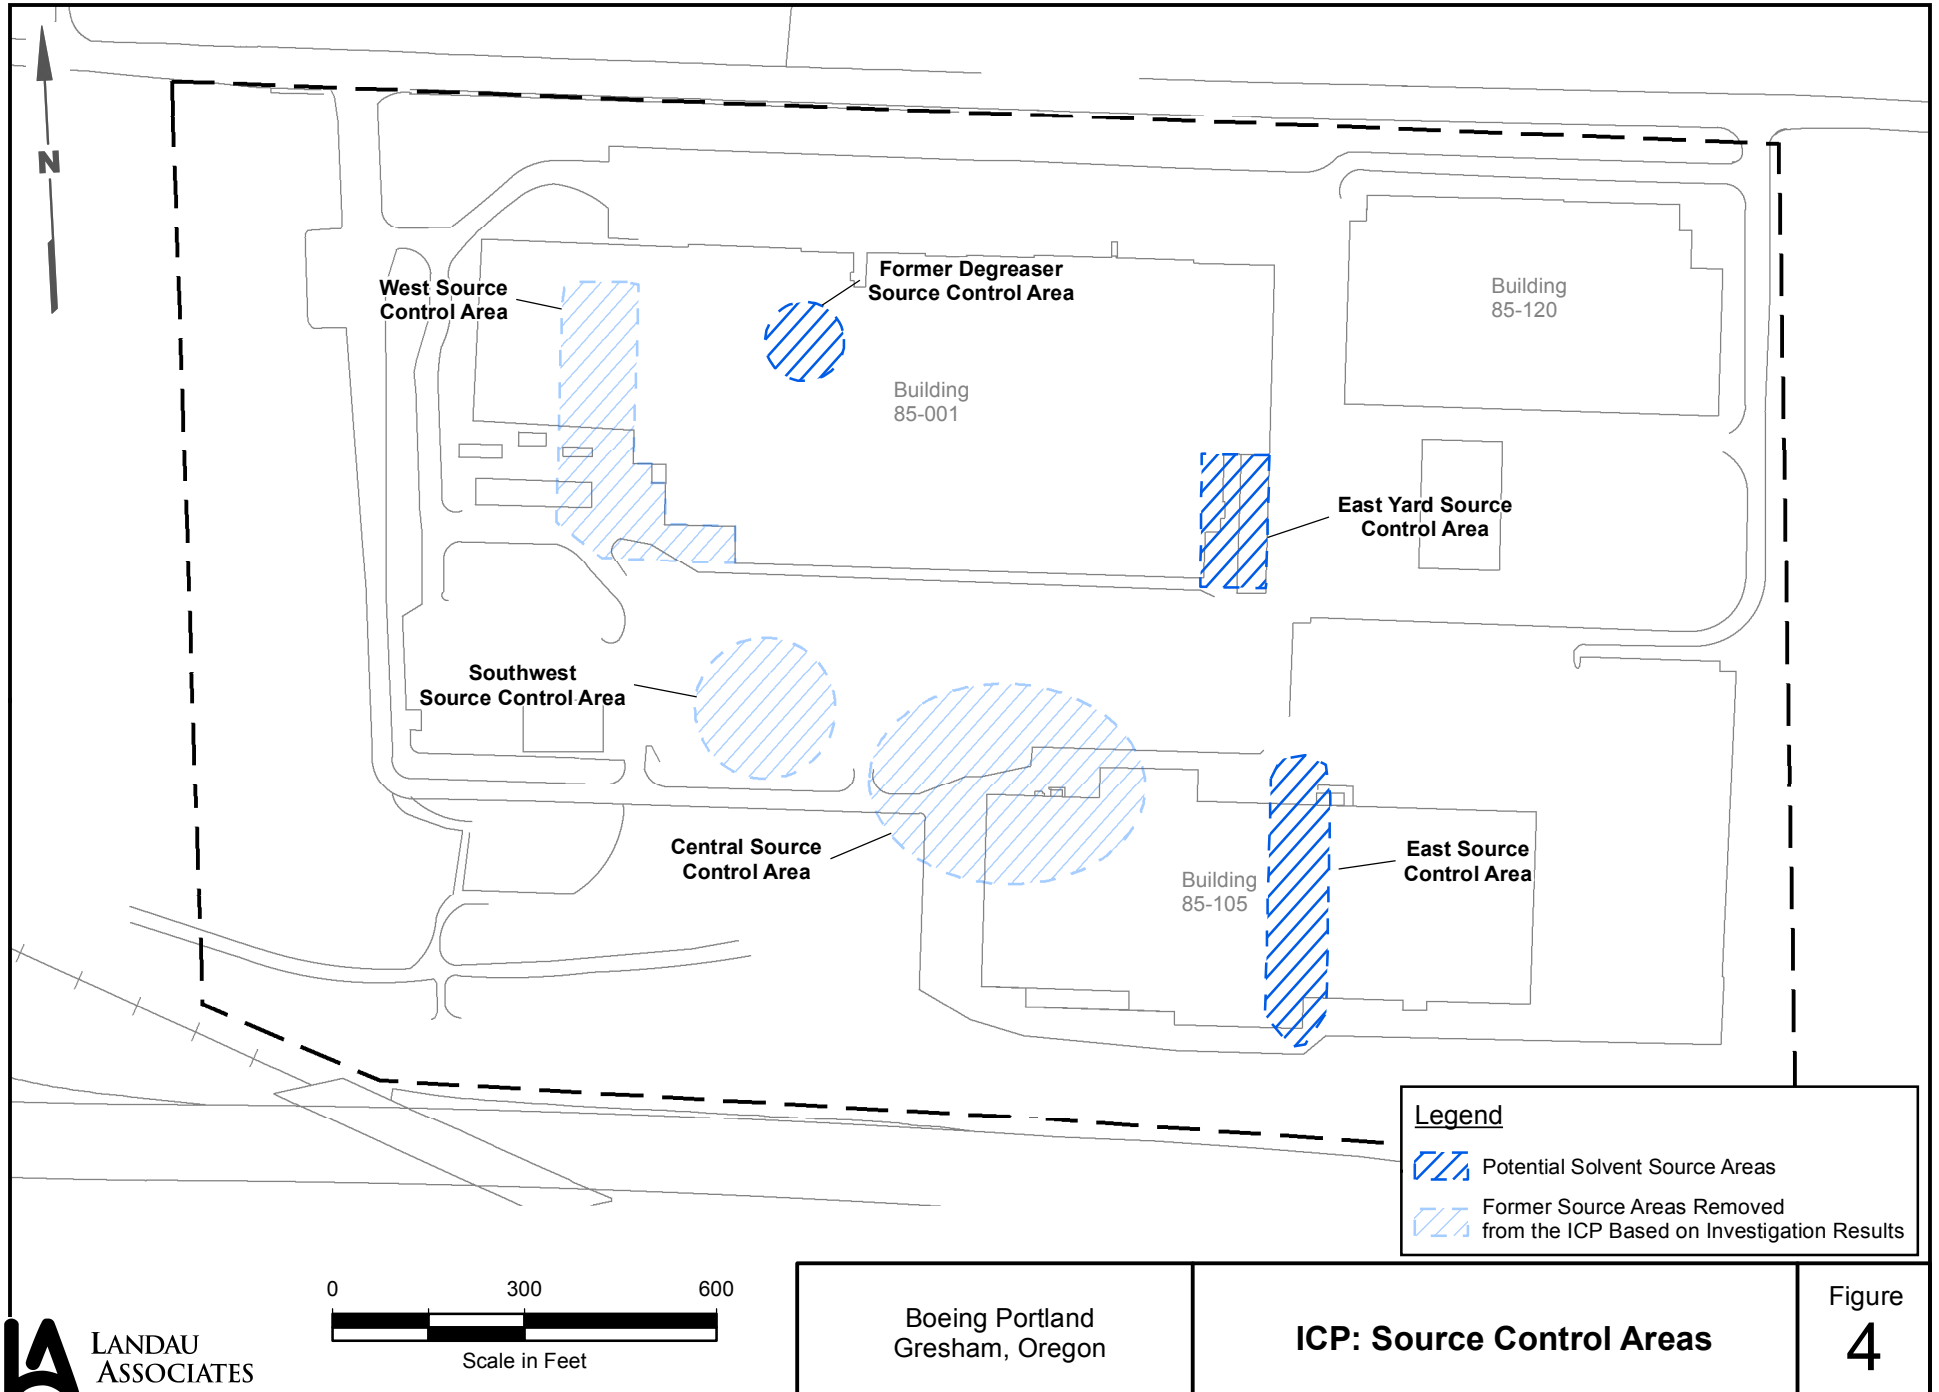 N
West Source
Control Area
Former Degreaser
Source Control Area
Building
85-001
Building
85-120
East Yard Source
Control Area
Southwest
Source Control Area
Central Source
Control Area
Building
85-105
East Source
Control Area
Legend
Potential Solvent Source Areas
Former Source Areas Removed
from the ICP Based on Investigation Results
0 300 600
Scale in Feet
LANDAU
ASSOCIATES
Boeing Portland
Gresham, Oregon
ICP: Source Control Areas
Figure
4